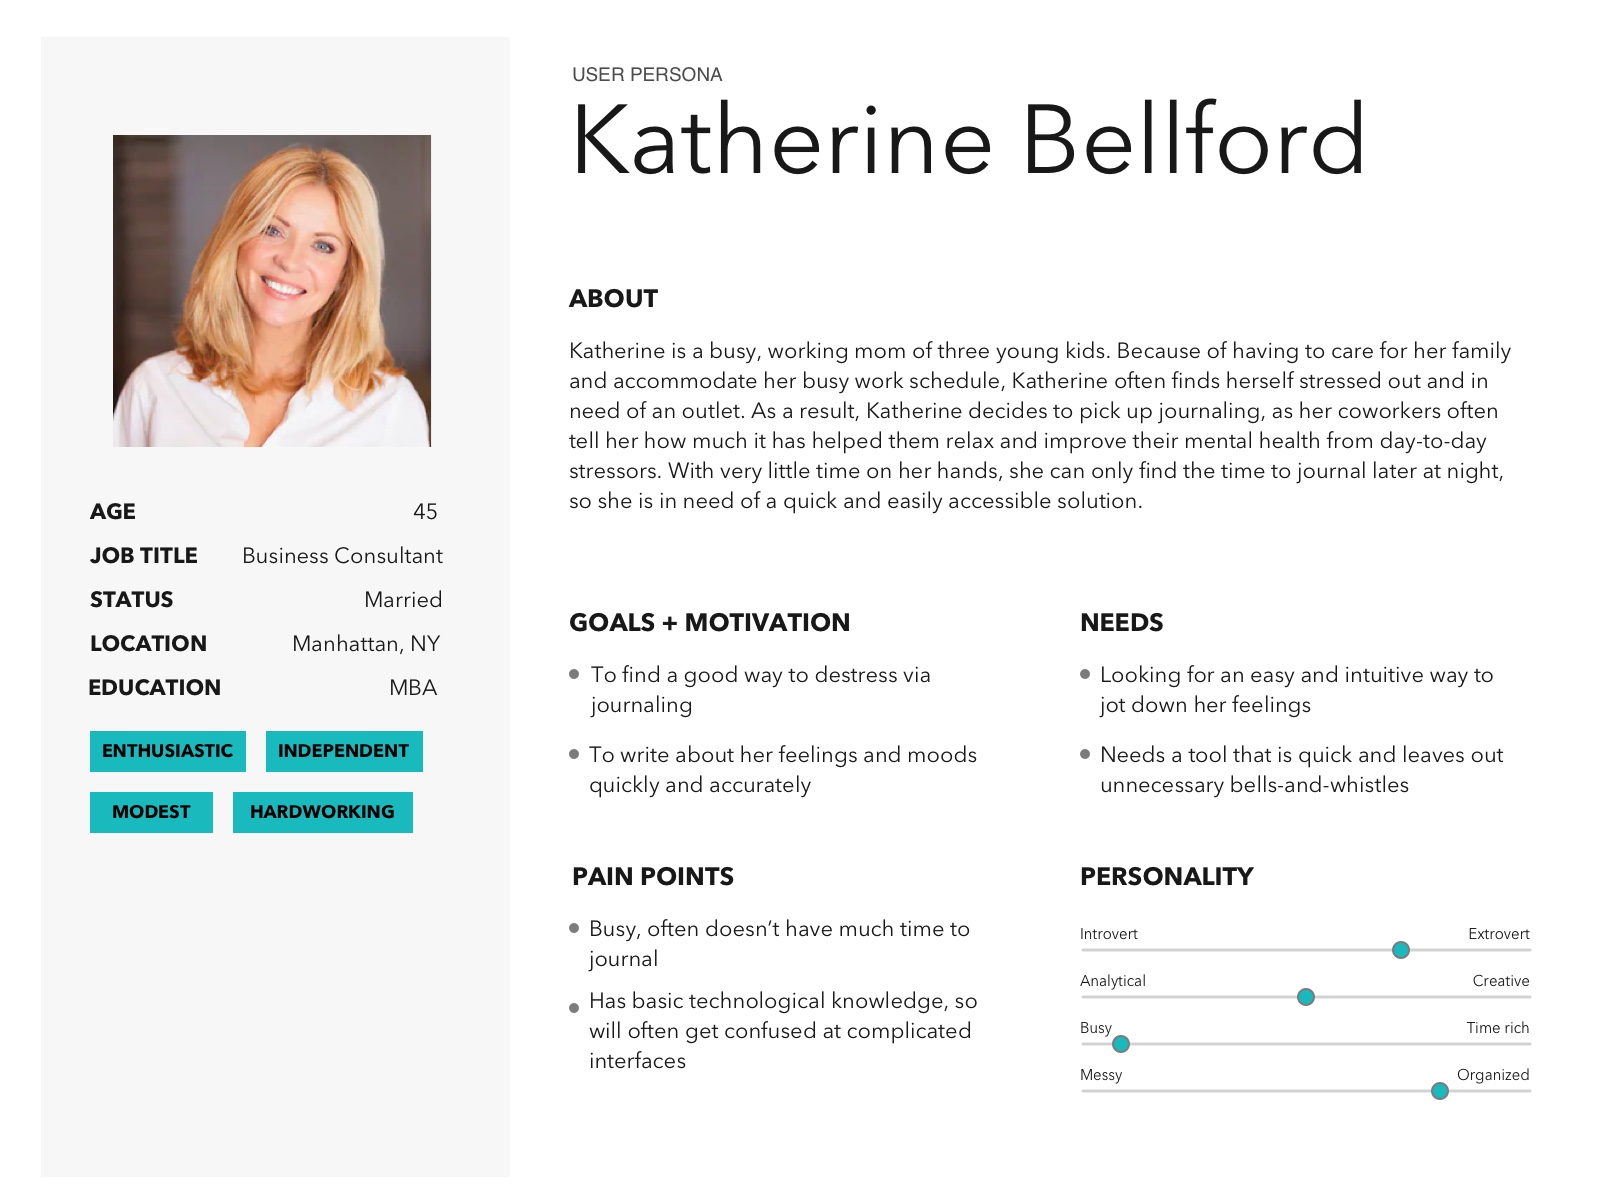 USER PERSONA
Katherine Bellford
AGE 45
JOB TITLE Business Consultant
STATUS Married
LOCATION Manhattan, NY
EDUCATION MBA
ENTHUSIASTIC INDEPENDENT
MODEST HARDWORKING
ABOUT
Katherine is a busy, working mom of three young kids. Because of having to care for her family
and accommodate her busy work schedule, Katherine often finds herself stressed out and in
need of an outlet. As a result, Katherine decides to pick up journaling, as her coworkers often
tell her how much it has helped them relax and improve their mental health from day-to-day
stressors. With very little time on her hands, she can only find the time to journal later at night,
so she is in need of a quick and easily accessible solution.
GOALS + MOTIVATION
To find a good way to destress via
journaling
To write about her feelings and moods
quickly and accurately
NEEDS
Looking for an easy and intuitive way to
jot down her feelings
Needs a tool that is quick and leaves out
unnecessary bells-and-whistles
PAIN POINTS
Busy, often doesn't have much time to
journal
Has basic technological knowledge, so
will often get confused at complicated
interfaces
PERSONALITY
Introvert Extrovert
Analytical Creative
Busy Time rich
Messy Organized